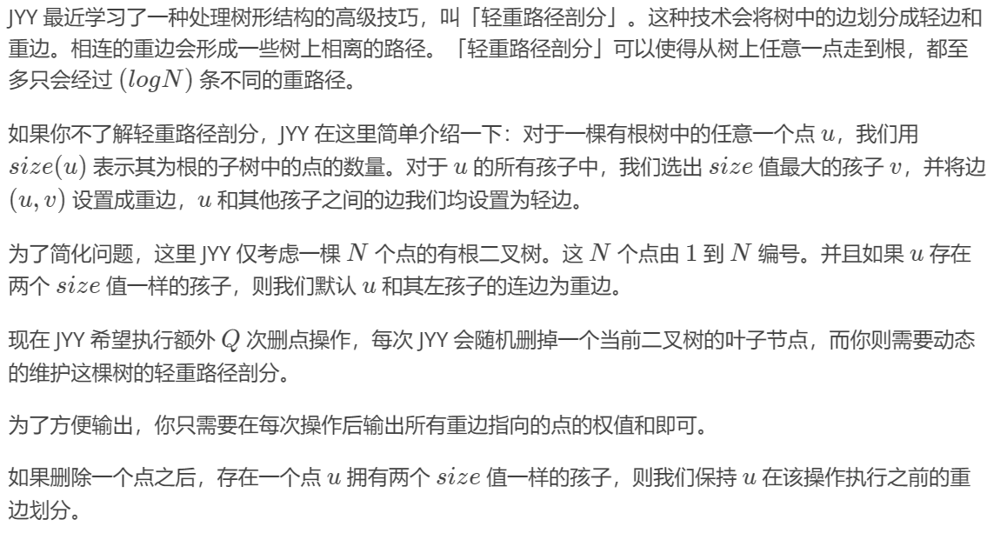 JYY 最近学习了一种处理树形结构的高级技巧，叫「轻重路径剖分」。这种技术会将树中的边划分成轻边和
重边。相连的重边会形成一些树上相离的路径。「轻重路径剖分」可以使得从树上任意一点走到根，都至
多只会经过 (logN) 条不同的重路径。
如果你不了解轻重路径剖分，JYY 在这里简单介绍一下：对于一棵有根树中的任意一个点 u，我们用
size(u) 表示其为根的子树中的点的数量。对于 u 的所有孩子中，我们选出 size 值最大的孩子 v，并将边
(u, v) 设置成重边，u 和其他孩子之间的边我们均设置为轻边。
为了简化问题，这里 JYY 仅考虑一棵 N 个点的有根二叉树。这 N 个点由 1 到 N 编号。并且如果 u 存在
两个 size 值一样的孩子，则我们默认 u 和其左孩子的连边为重边。
现在 JYY 希望执行额外 Q 次删点操作，每次 JYY 会随机删掉一个当前二叉树的叶子节点，而你则需要动态
的维护这棵树的轻重路径剖分。
为了方便输出，你只需要在每次操作后输出所有重边指向的点的权值和即可。
如果删除一个点之后，存在一个点 u 拥有两个 size 值一样的孩子，则我们保持 u 在该操作执行之前的重
边划分。